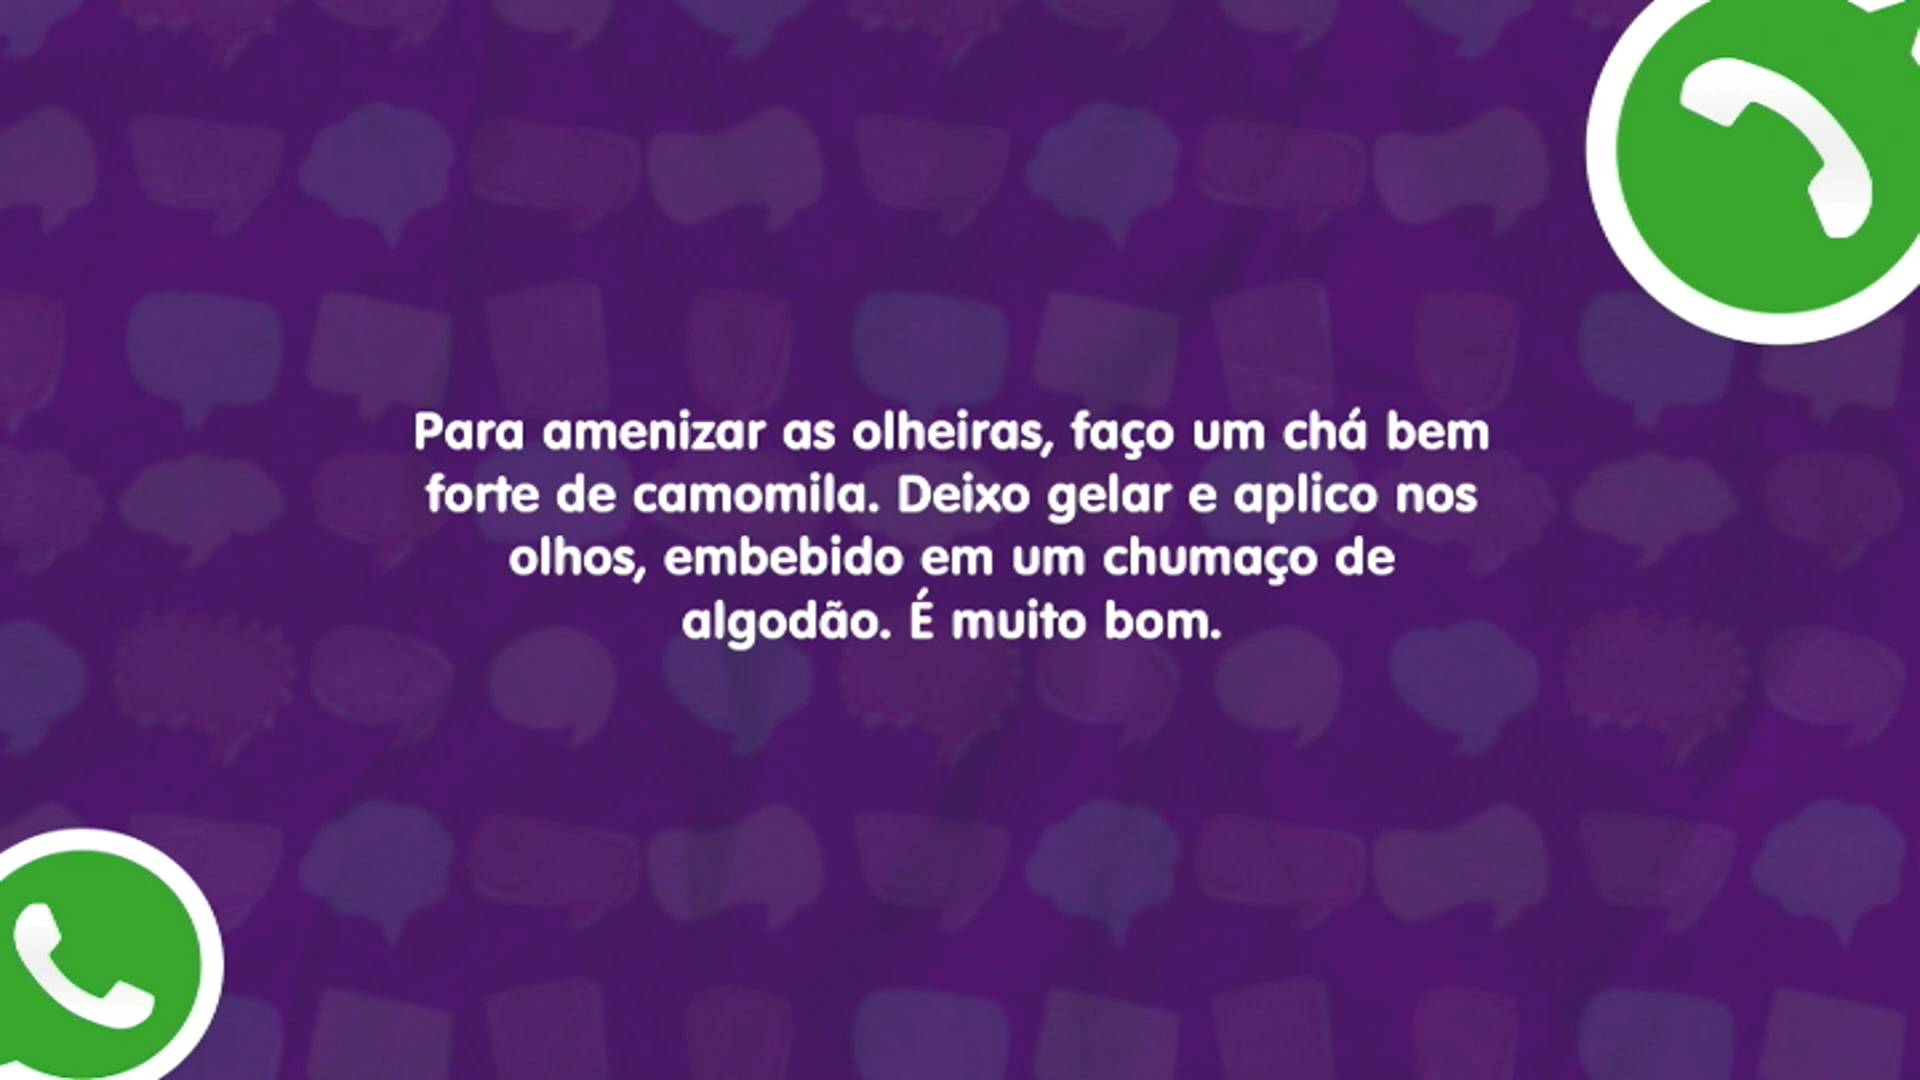 Para amenizar as olheiras, faço um chá bem
forte de camomila. Deixo gelar e aplico nos
olhos, embebido em um chumaço de
algodão. É muito bom.